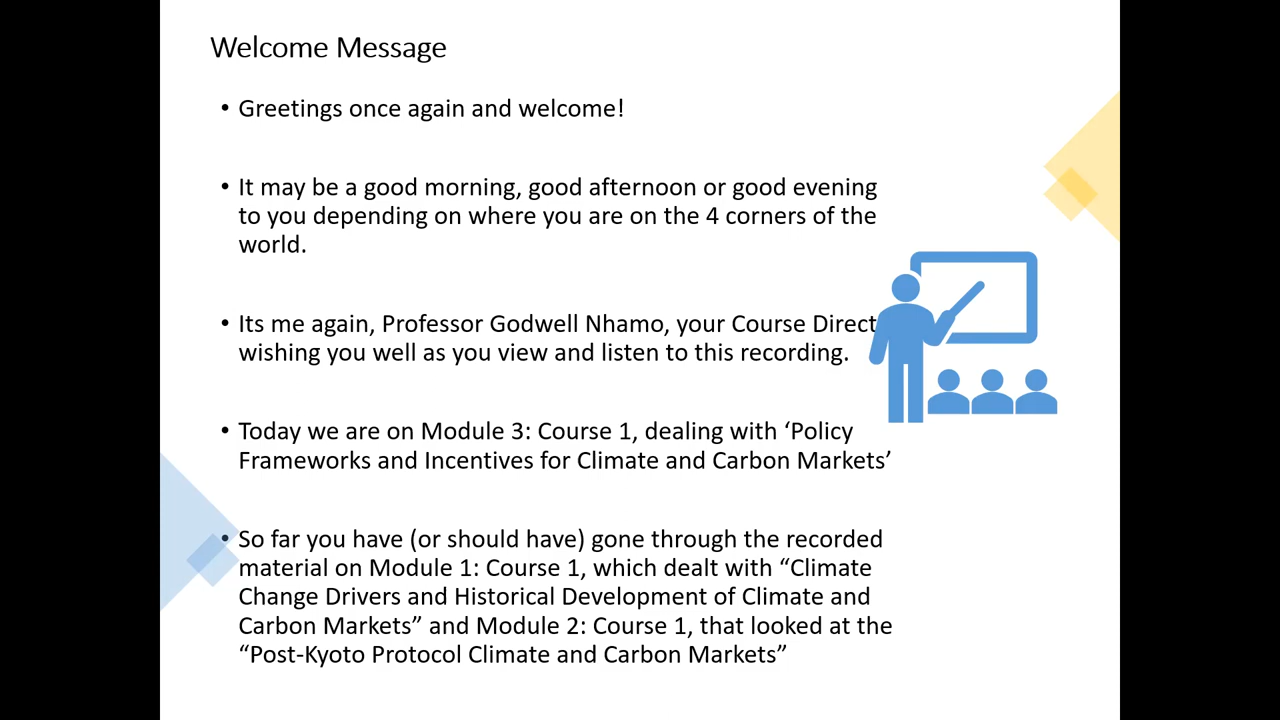 Welcome Message
• Greetings once again and welcome!
• It may be a good morning, good afternoon or good evening
to you depending on where you are on the 4 corners of the
world.
• Its me again, Professor Godwell Nhamo, your Course Direct
wishing you well as you view and listen to this recording.
• Today we are on Module 3: Course 1, dealing with ‘Policy
Frameworks and Incentives for Climate and Carbon Markets’
• So far you have (or should have) gone through the recorded
material on Module 1: Course 1, which dealt with “Climate
Change Drivers and Historical Development of Climate and
Carbon Markets” and Module 2: Course 1, that looked at the
“Post-Kyoto Protocol Climate and Carbon Markets”